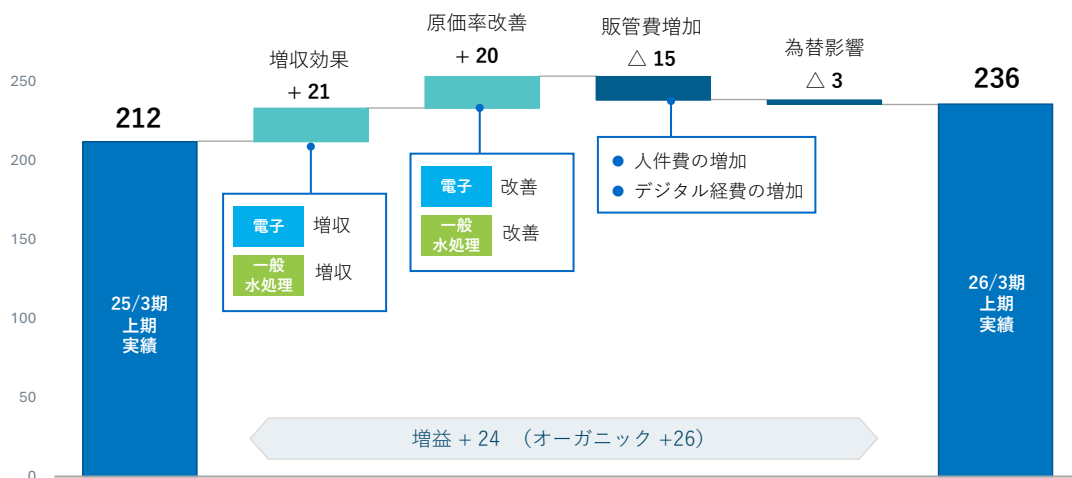 原価率改善
+ 20
販管費増加
△ 15
為替影響
△ 3
増収効果
+ 21
250
212
236
200
150
100
50
0
電子 増収
一般
水処理 増収
電子 改善
一般
水処理 改善
● 人件費の増加
● デジタル経費の増加
25/3期
上期
実績
26/3期
上期
実績
増益 + 24 （オーガニック +26）